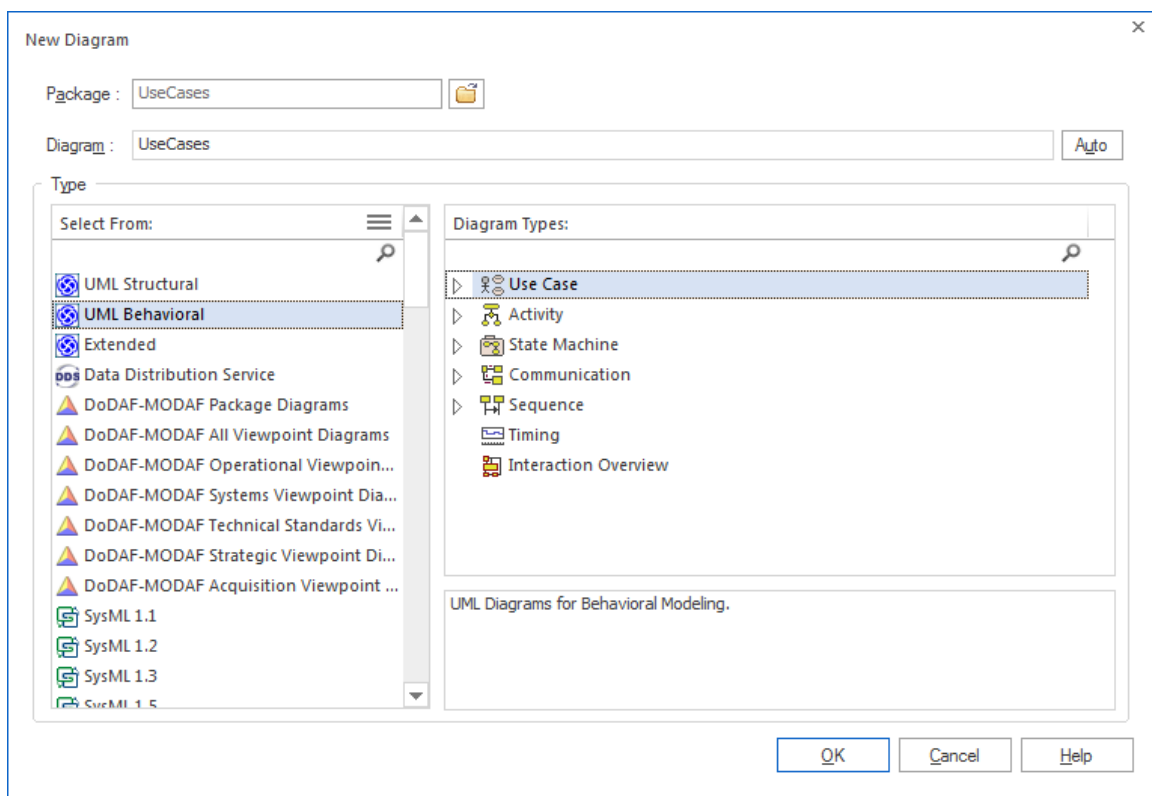 New Diagram
Package :
UseCases
Diagram :
UseCases
Auto
Type
Select From:
UML Structural
UML Behavioral
Extended
DDS Data Distribution Service
DoDAF-MODAF Package Diagrams
DoDAF-MODAF All Viewpoint Diagrams
DoDAF-MODAF Operational Viewpoin...
DoDAF-MODAF Systems Viewpoint Dia...
DoDAF-MODAF Technical Standards Vi...
DoDAF-MODAF Strategic Viewpoint Di...
DoDAF-MODAF Acquisition Viewpoint ...
SysML 1.1
SysML 1.2
SysML 1.3
SysML 1.5
Diagram Types:
Use Case
Activity
State Machine
Communication
Sequence
Timing
Interaction Overview
UML Diagrams for Behavioral Modeling.
OK
Cancel
Help